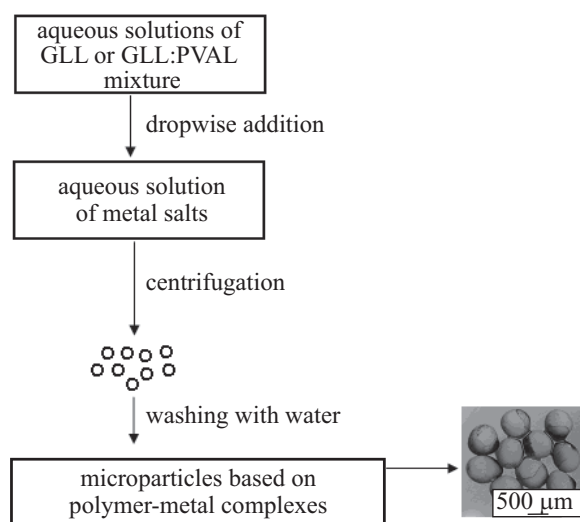 aqueous solutions of
GLL or GLL:PVAL
mixture
dropwise addition
aqueous solution
of metal salts
centrifugation
washing with water
microparticles based on
polymer-metal complexes
500 μm